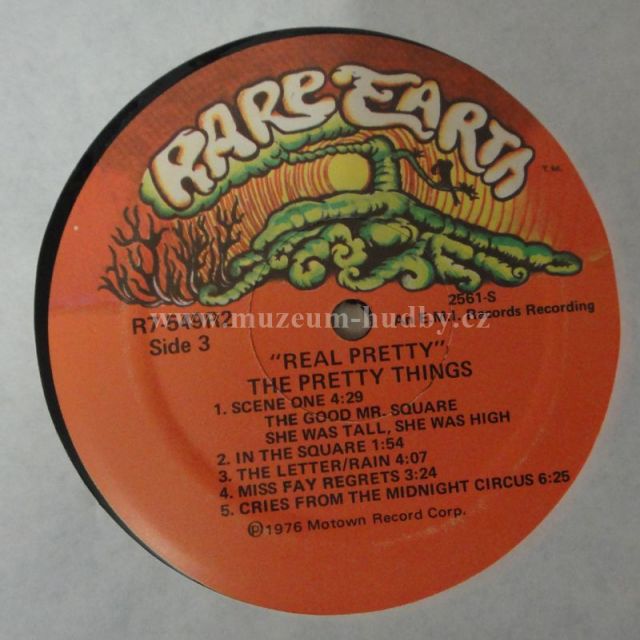 RARE EARTH
T.M.
2561-S
R7-549R2
An EMI Records Recording
www.muzeum-hudby.cz
Side 3
"REAL PRETTY"
THE PRETTY THINGS
1. SCENE ONE 4:29
THE GOOD MR. SQUARE
SHE WAS TALL, SHE WAS HIGH
2. IN THE SQUARE 1:54
3. THE LETTER/RAIN 4:07
4. MISS FAY REGRETS 3:24
5. CRIES FROM THE MIDNIGHT CIRCUS 6:25
℗1976 Motown Record Corp.